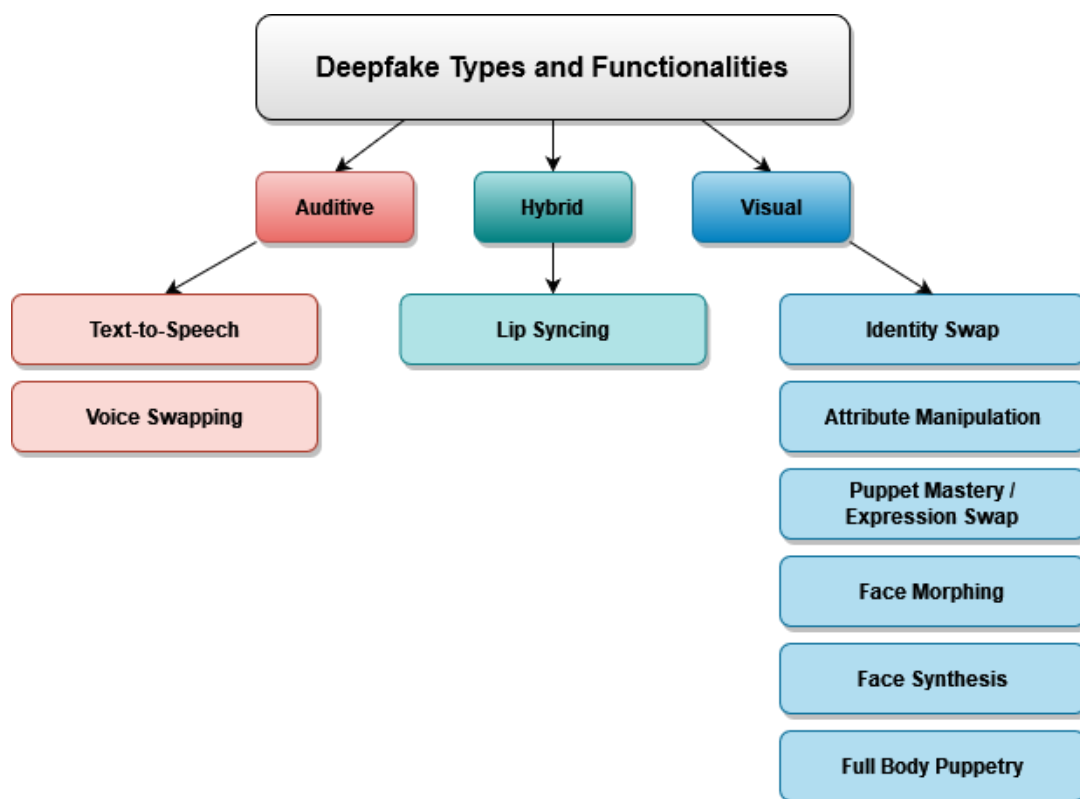 Deepfake Types and Functionalities
Auditive
Hybrid
Visual
Text-to-Speech
Lip Syncing
Identity Swap
Voice Swapping
Attribute Manipulation
Puppet Mastery /
Expression Swap
Face Morphing
Face Synthesis
Full Body Puppetry